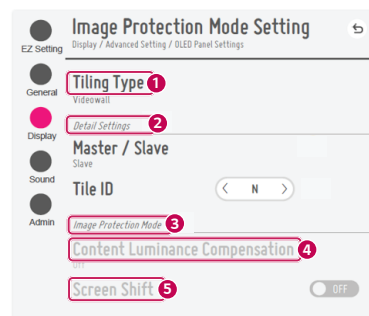 Image Protection Mode Setting
Display / Advanced Setting / OLED Panel Settings
EZ Setting
General
Display
Sound
Admin
Tiling Type 1
Videowall
Detail Settings 2
Master / Slave
Slave
Tile ID < N >
Image Protection Mode 3
Content Luminance Compensation 4
Off
Screen Shift 5 OFF